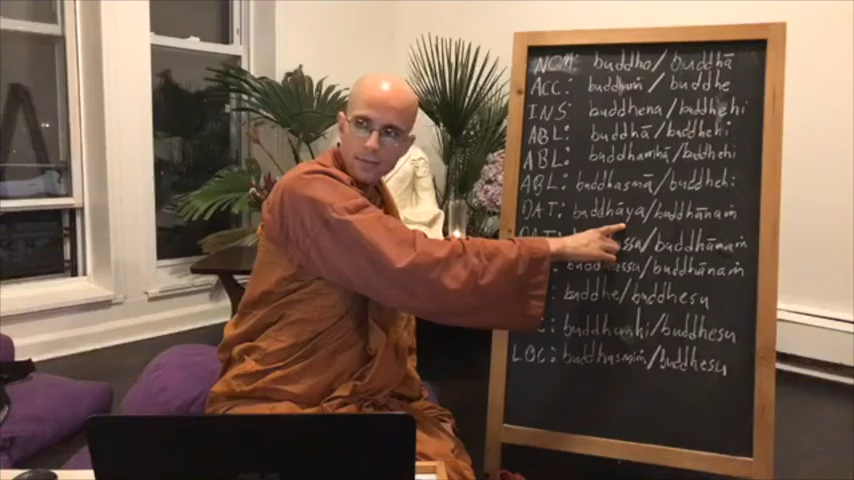 NOM: buddho/buddhā
ACC: buddhaṁ/buddhe
INS: buddhena/buddhehi
ABL: buddhā/buddhehi
ABL: buddhamhā/buddhehi
ABL: buddhasmā/buddhehi
DAT: buddhāya/buddhānaṁ
DAT: /buddhānaṁ
/buddhānaṁ
buddhe/buddhesu
buddhamhi/buddhesu
LOC: buddhasmiṁ/buddhesu